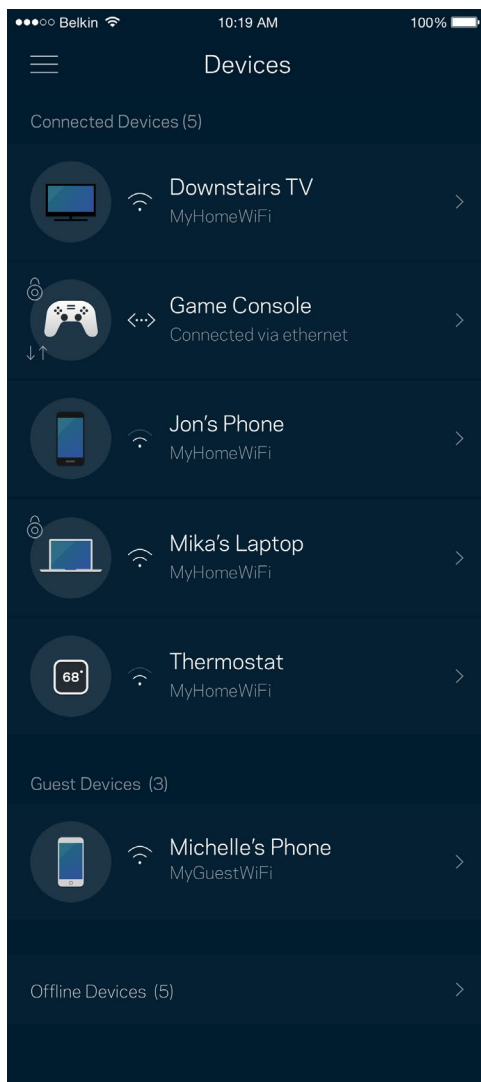 Belkin 10:19 AM 100%
Devices
Connected Devices (5)
Downstairs TV
MyHomeWiFi
Game Console
Connected via ethernet
Jon's Phone
MyHomeWiFi
Mika's Laptop
MyHomeWiFi
68°
Thermostat
MyHomeWiFi
Guest Devices (3)
Michelle's Phone
MyGuestWiFi
Offline Devices (5)